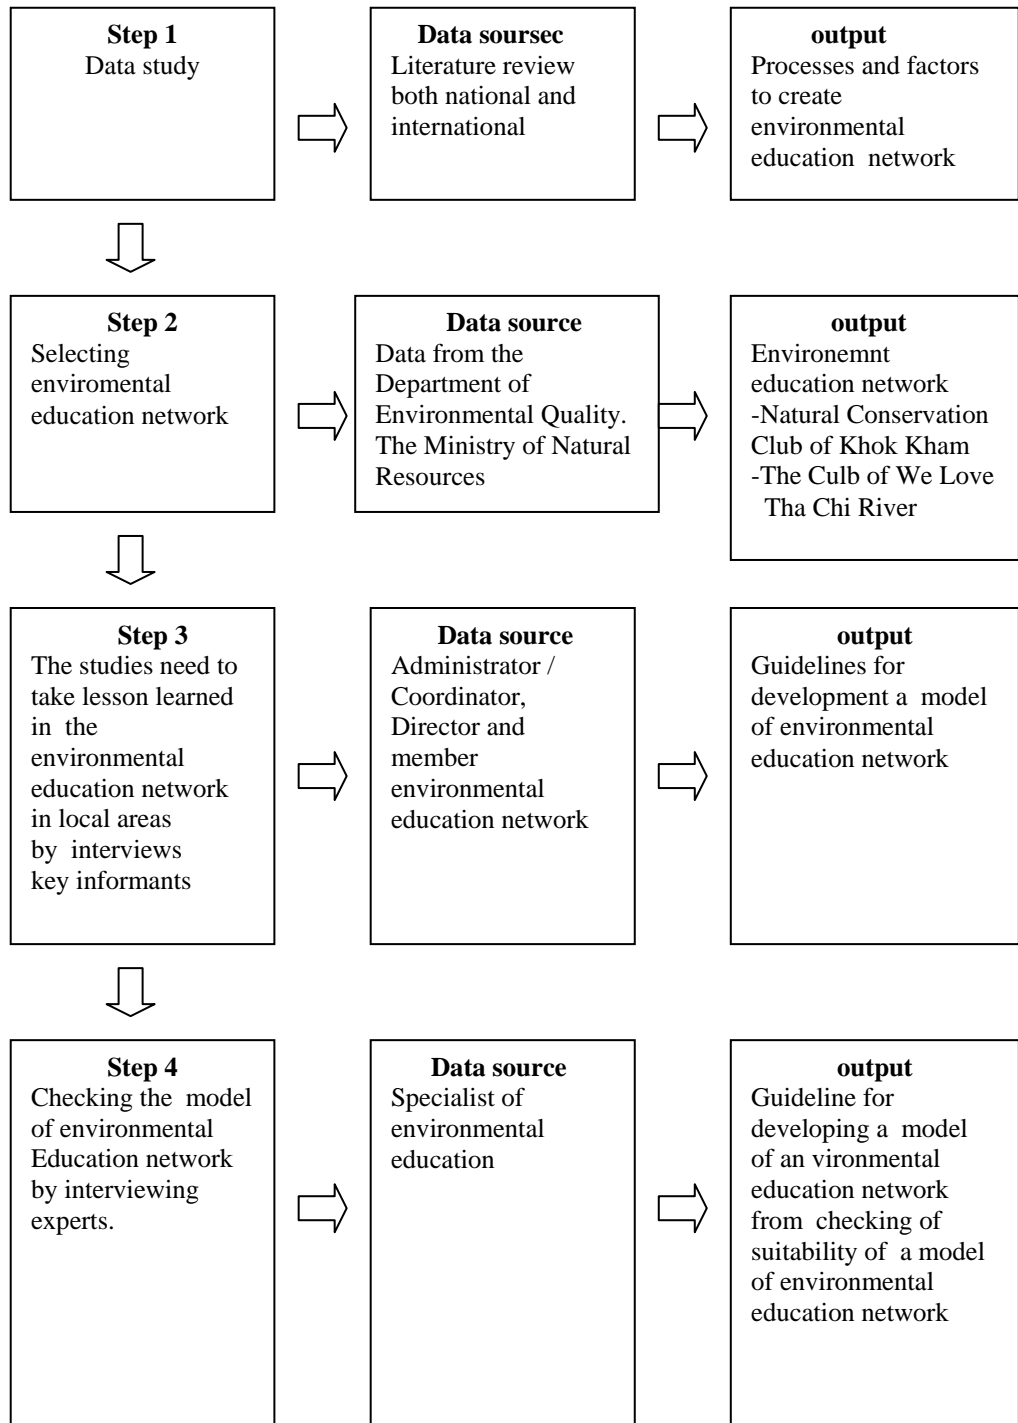 Step 1
Data study
Data soursec
Literature review
both national and
international
output
Processes and factors
to create
environmental
education network
Step 2
Selecting
enviromental
education network
Data source
Data from the
Department of
Environmental Quality.
The Ministry of Natural
Resources
output
Environemnt
education network
-Natural Conservation
Club of Khok Kham
-The Culb of We Love
Tha Chi River
Step 3
The studies need to
take lesson learned
in the
environmental
education network
in local areas
by interviews
key informants
Data source
Administrator /
Coordinator,
Director and
member
environmental
education network
output
Guidelines for
development a model
of environmental
education network
Step 4
Checking the model
of environmental
Education network
by interviewing
experts.
Data source
Specialist of
environmental
education
output
Guideline for
developing a model
of an vironmental
education network
from checking of
suitability of a model
of environmental
education network